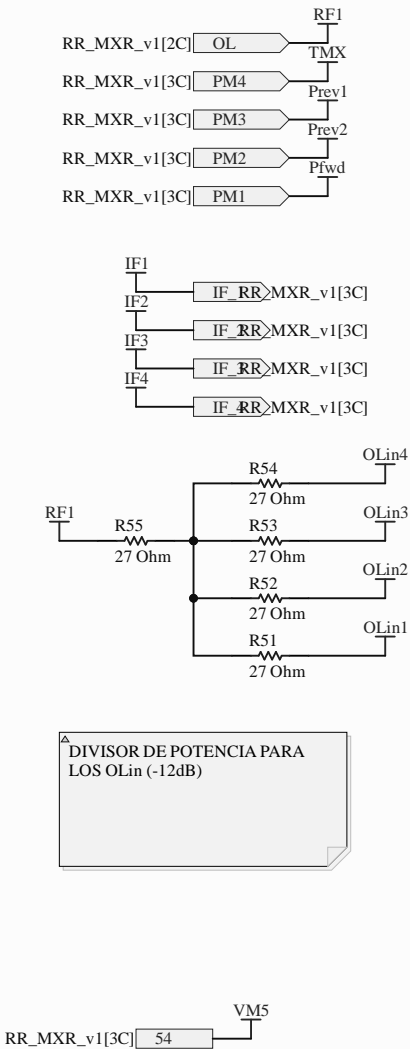 RF1
RR_MXR_v1[2C] OL
TMX
RR_MXR_v1[3C] PM4
Prev1
RR_MXR_v1[3C] PM3
Prev2
RR_MXR_v1[3C] PM2
Pfwd
RR_MXR_v1[3C] PM1
IF1
IF_1 RR_MXR_v1[3C]
IF2
IF_2 RR_MXR_v1[3C]
IF3
IF_3 RR_MXR_v1[3C]
IF4
IF_4 RR_MXR_v1[3C]
OLin4
R54
27 Ohm
RF1
R55
27 Ohm
OLin3
R53
27 Ohm
OLin2
R52
27 Ohm
OLin1
R51
27 Ohm
DIVISOR DE POTENCIA PARA
LOS OLin (-12dB)
VM5
RR_MXR_v1[3C] 54